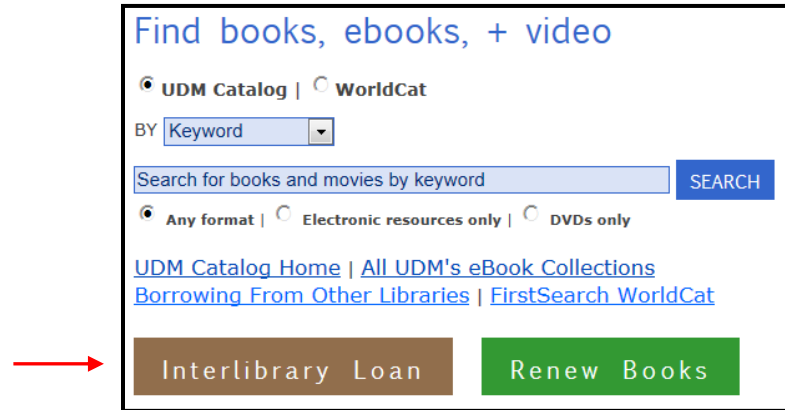 Find books, ebooks, + video
UDM Catalog | WorldCat
BY Keyword
Search for books and movies by keyword SEARCH
Any format | Electronic resources only | DVDs only
UDM Catalog Home | All UDM's eBook Collections
Borrowing From Other Libraries | FirstSearch WorldCat
Interlibrary Loan Renew Books